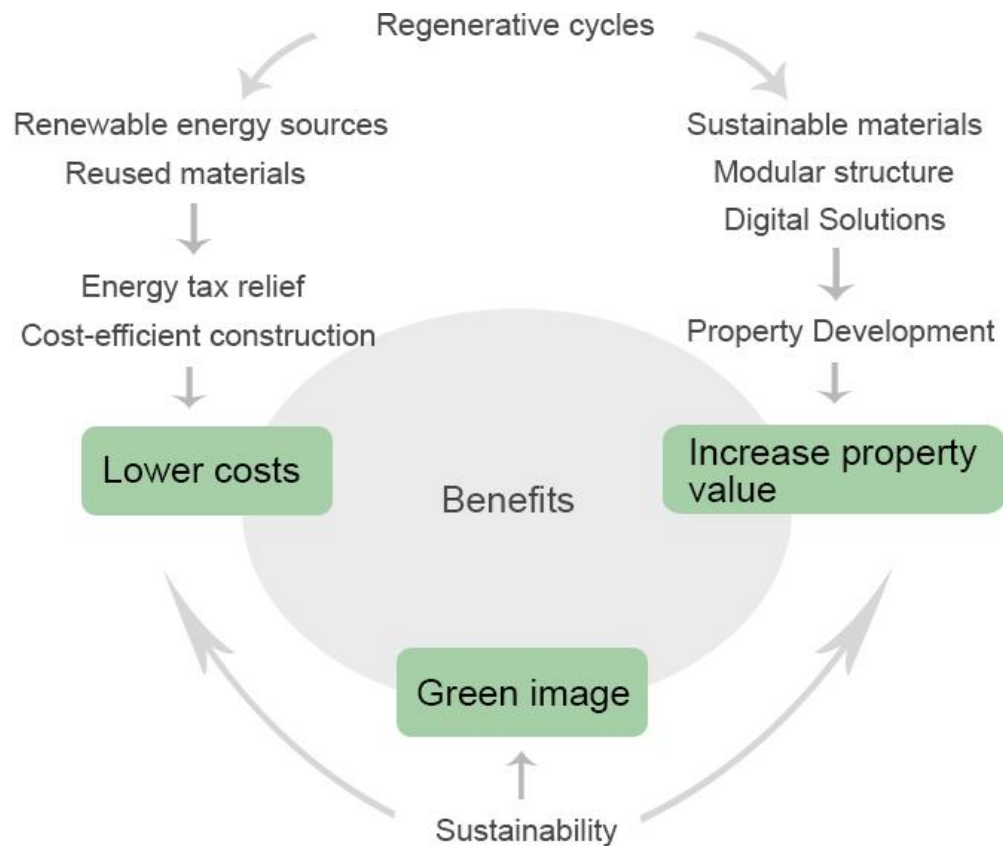 Regenerative cycles
Renewable energy sources
Reused materials
Energy tax relief
Cost-efficient construction
Lower costs
Sustainable materials
Modular structure
Digital Solutions
Property Development
Increase property
value
Benefits
Green image
Sustainability